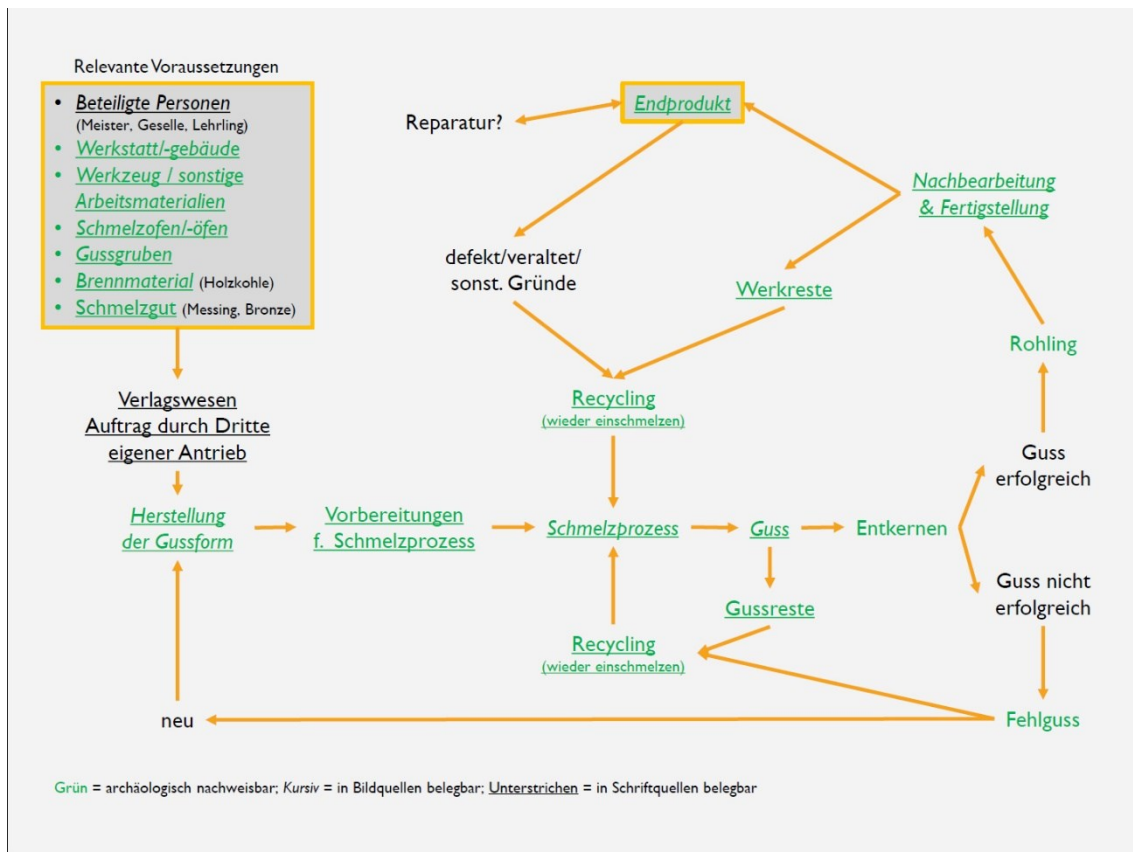 Relevante Voraussetzungen
• Beteiligte Personen
(Meister, Geselle, Lehrling)
• Werkstatt/-gebäude
• Werkzeug / sonstige
Arbeitsmaterialien
• Schmelzofen/-öfen
• Gussgruben
• Brennmaterial (Holzkohle)
• Schmelzgut (Messing, Bronze)
Verlagswesen
Auftrag durch Dritte
eigener Antrieb
Herstellung
der Gussform
Vorbereitungen
f. Schmelzprozess
Schmelzprozess
Guss
Entkernen
Guss
erfolgreich
Rohling
Nachbearbeitung
& Fertigstellung
Endprodukt
Reparatur?
defekt/veraltet/
sonst. Gründe
Werkreste
Recycling
(wieder einschmelzen)
Guss nicht
erfolgreich
Fehlguss
Gussreste
Recycling
(wieder einschmelzen)
neu
Grün = archäologisch nachweisbar; Kursiv = in Bildquellen belegbar; Unterstrichen = in Schriftquellen belegbar